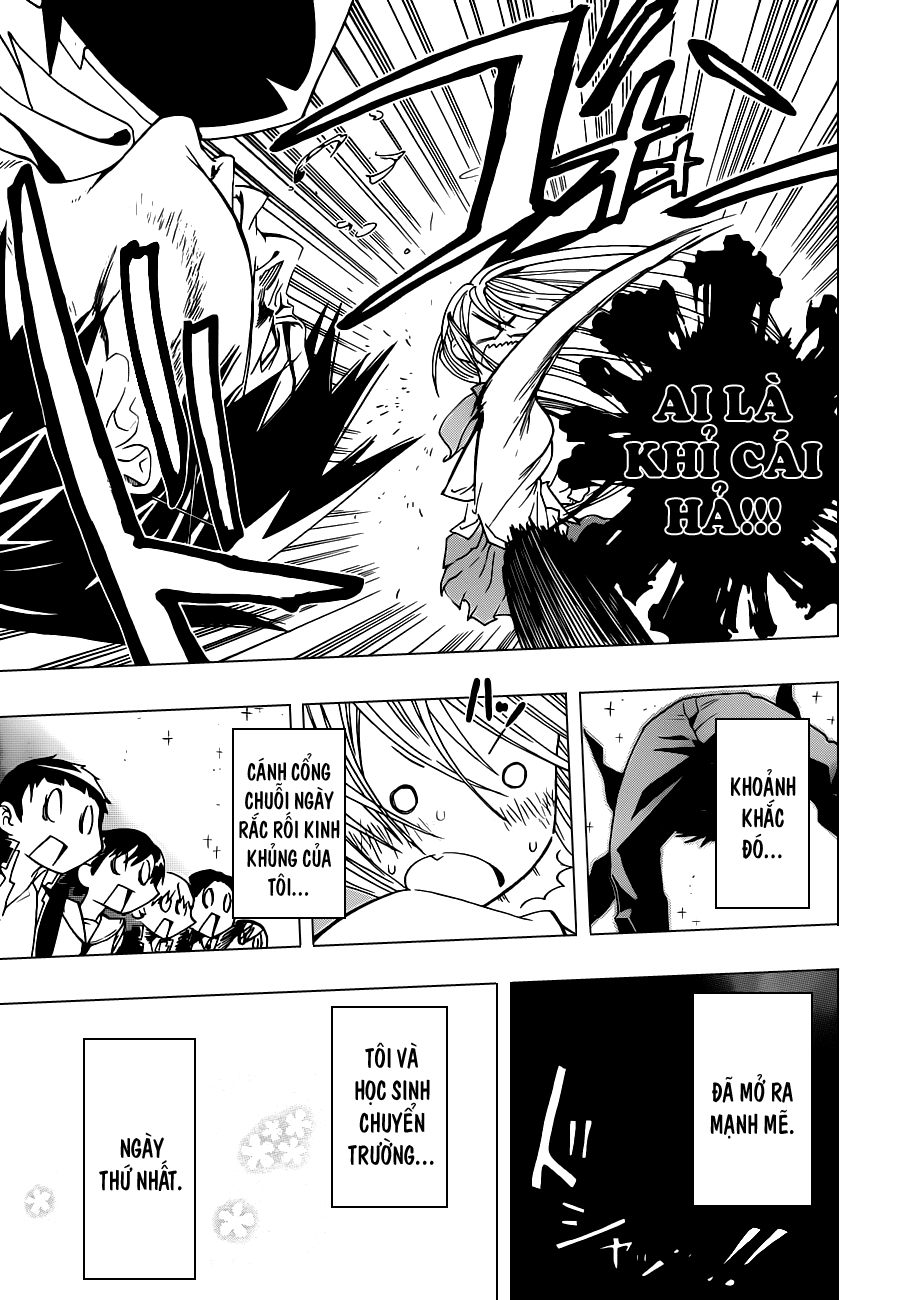 AI LÀ
KHỈ CÁI
HẢ!!!
KHOẢNH
KHẮC
ĐÓ...
CÁNH CỔNG
CHUỖI NGÀY
RẮC RỐI KINH
KHỦNG CỦA
TÔI...
ĐÃ MỞ RA
MẠNH MẼ.
TÔI VÀ
HỌC SINH
CHUYỂN
TRƯỜNG...
NGÀY
THỨ NHẤT.